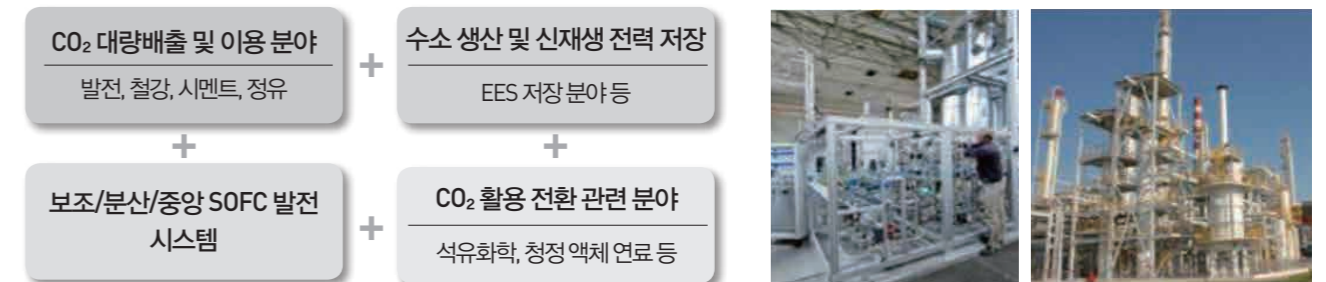 CO₂ 대량배출 및 이용 분야
발전, 철강, 시멘트, 정유
+
수소 생산 및 신재생 전력 저장
EES 저장 분야 등
+
+
보조/분산/중앙 SOFC 발전
시스템
+
CO₂ 활용 전환 관련 분야
석유화학, 청정 액체 연료 등